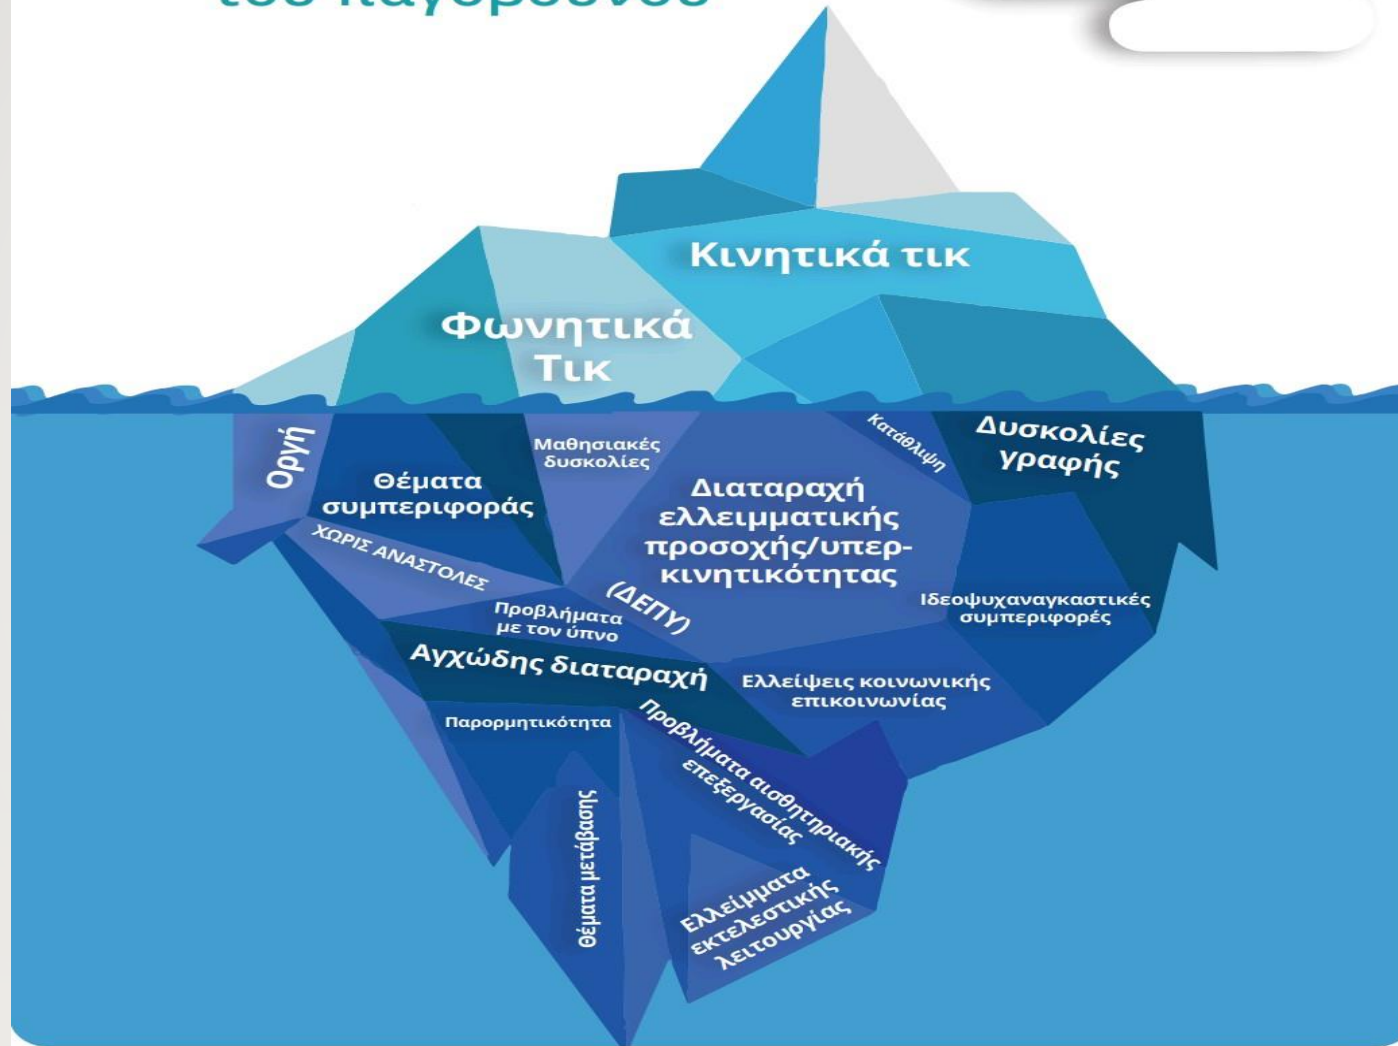 του παγόβουνου
Κινητικά τικ
Φωνητικά
Τικ
Οργή
Θέματα
συμπεριφοράς
Μαθησιακές
δυσκολίες
Κατάθλιψη
Δυσκολίες
γραφής
Διαταραχή
ελλειμματικής
προσοχής/υπερ-
κινητικότητας
(ΔΕΠΥ)
ΧΩΡΙΣ ΑΝΑΣΤΟΛΕΣ
Προβλήματα
με τον ύπνο
Ιδεοψυχαναγκαστικές
συμπεριφορές
Αγχώδης διαταραχή
Ελλείψεις κοινωνικής
επικοινωνίας
Παρορμητικότητα
Προβλήματα αισθητηριακής
επεξεργασίας
Θέματα μετάβασης
Ελλείμματα
εκτελεστικής
λειτουργίας